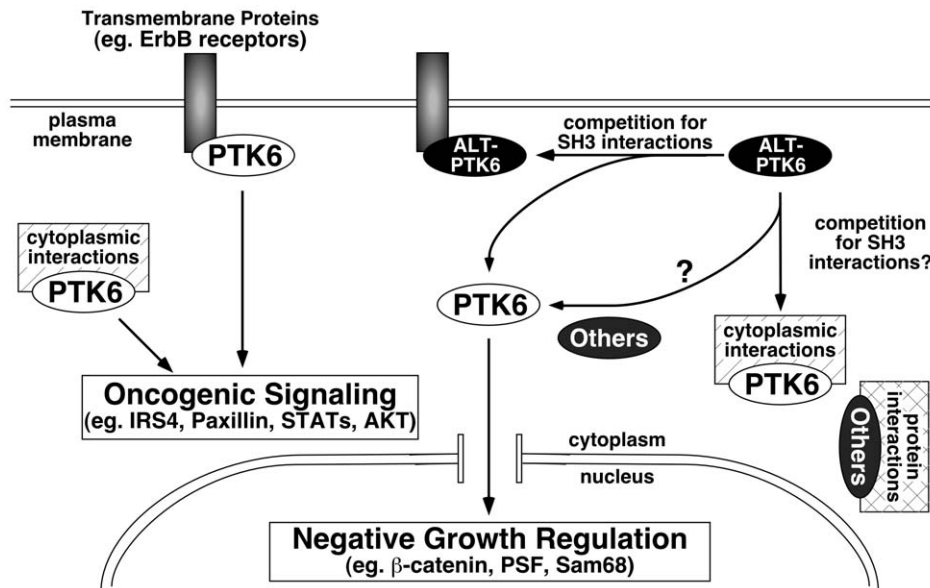 Transmembrane Proteins
(eg. ErbB receptors)
plasma
membrane
PTK6
ALT-
PTK6
competition for
SH3 interactions
ALT-
PTK6
cytoplasmic
interactions
PTK6
competition
for SH3
interactions?
?
PTK6
Others
cytoplasmic
interactions
PTK6
Oncogenic Signaling
(eg. IRS4, Paxillin, STATs, AKT)
Others
protein
interactions
cytoplasm
nucleus
Negative Growth Regulation
(eg. β-catenin, PSF, Sam68)